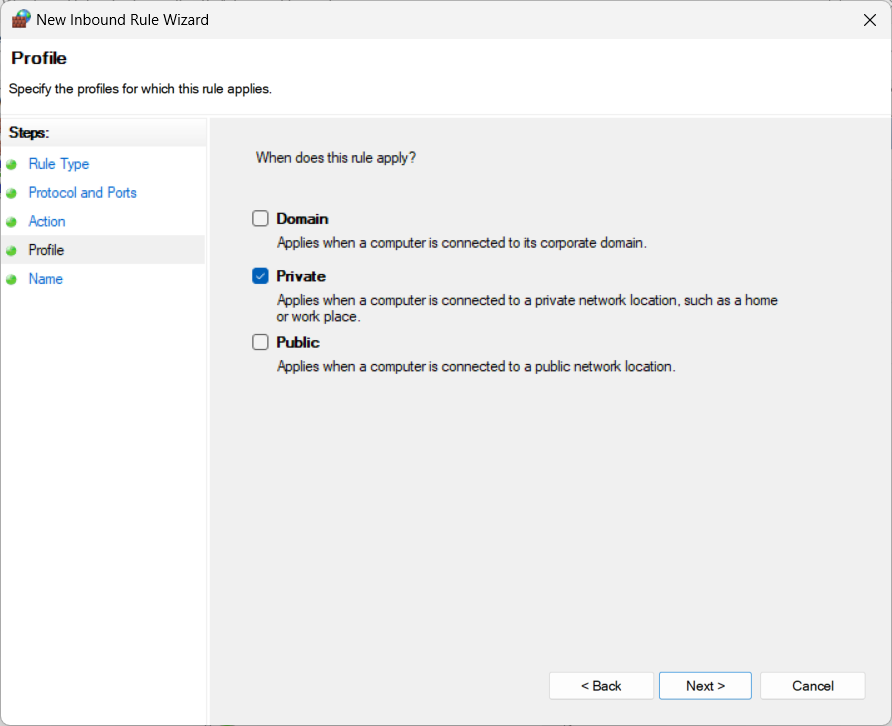 New Inbound Rule Wizard
Profile
Specify the profiles for which this rule applies.
Steps:
Rule Type
Protocol and Ports
Action
Profile
Name
When does this rule apply?
Domain
Applies when a computer is connected to its corporate domain.
Private
Applies when a computer is connected to a private network location, such as a home
or work place.
Public
Applies when a computer is connected to a public network location.
< Back
Next >
Cancel